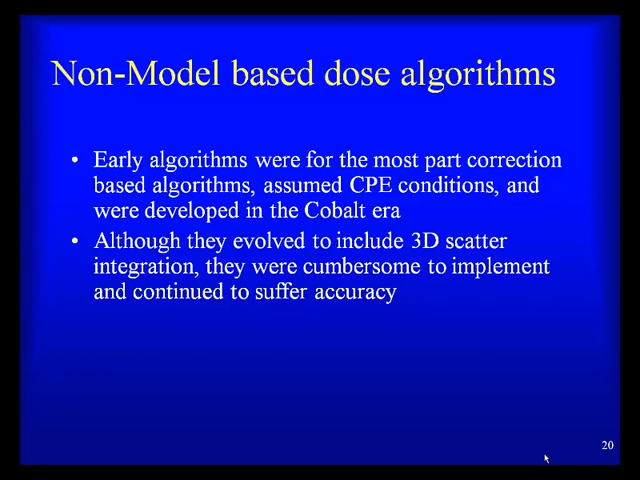 Non-Model based dose algorithms
• Early algorithms were for the most part correction
based algorithms, assumed CPE conditions, and
were developed in the Cobalt era
• Although they evolved to include 3D scatter
integration, they were cumbersome to implement
and continued to suffer accuracy
20